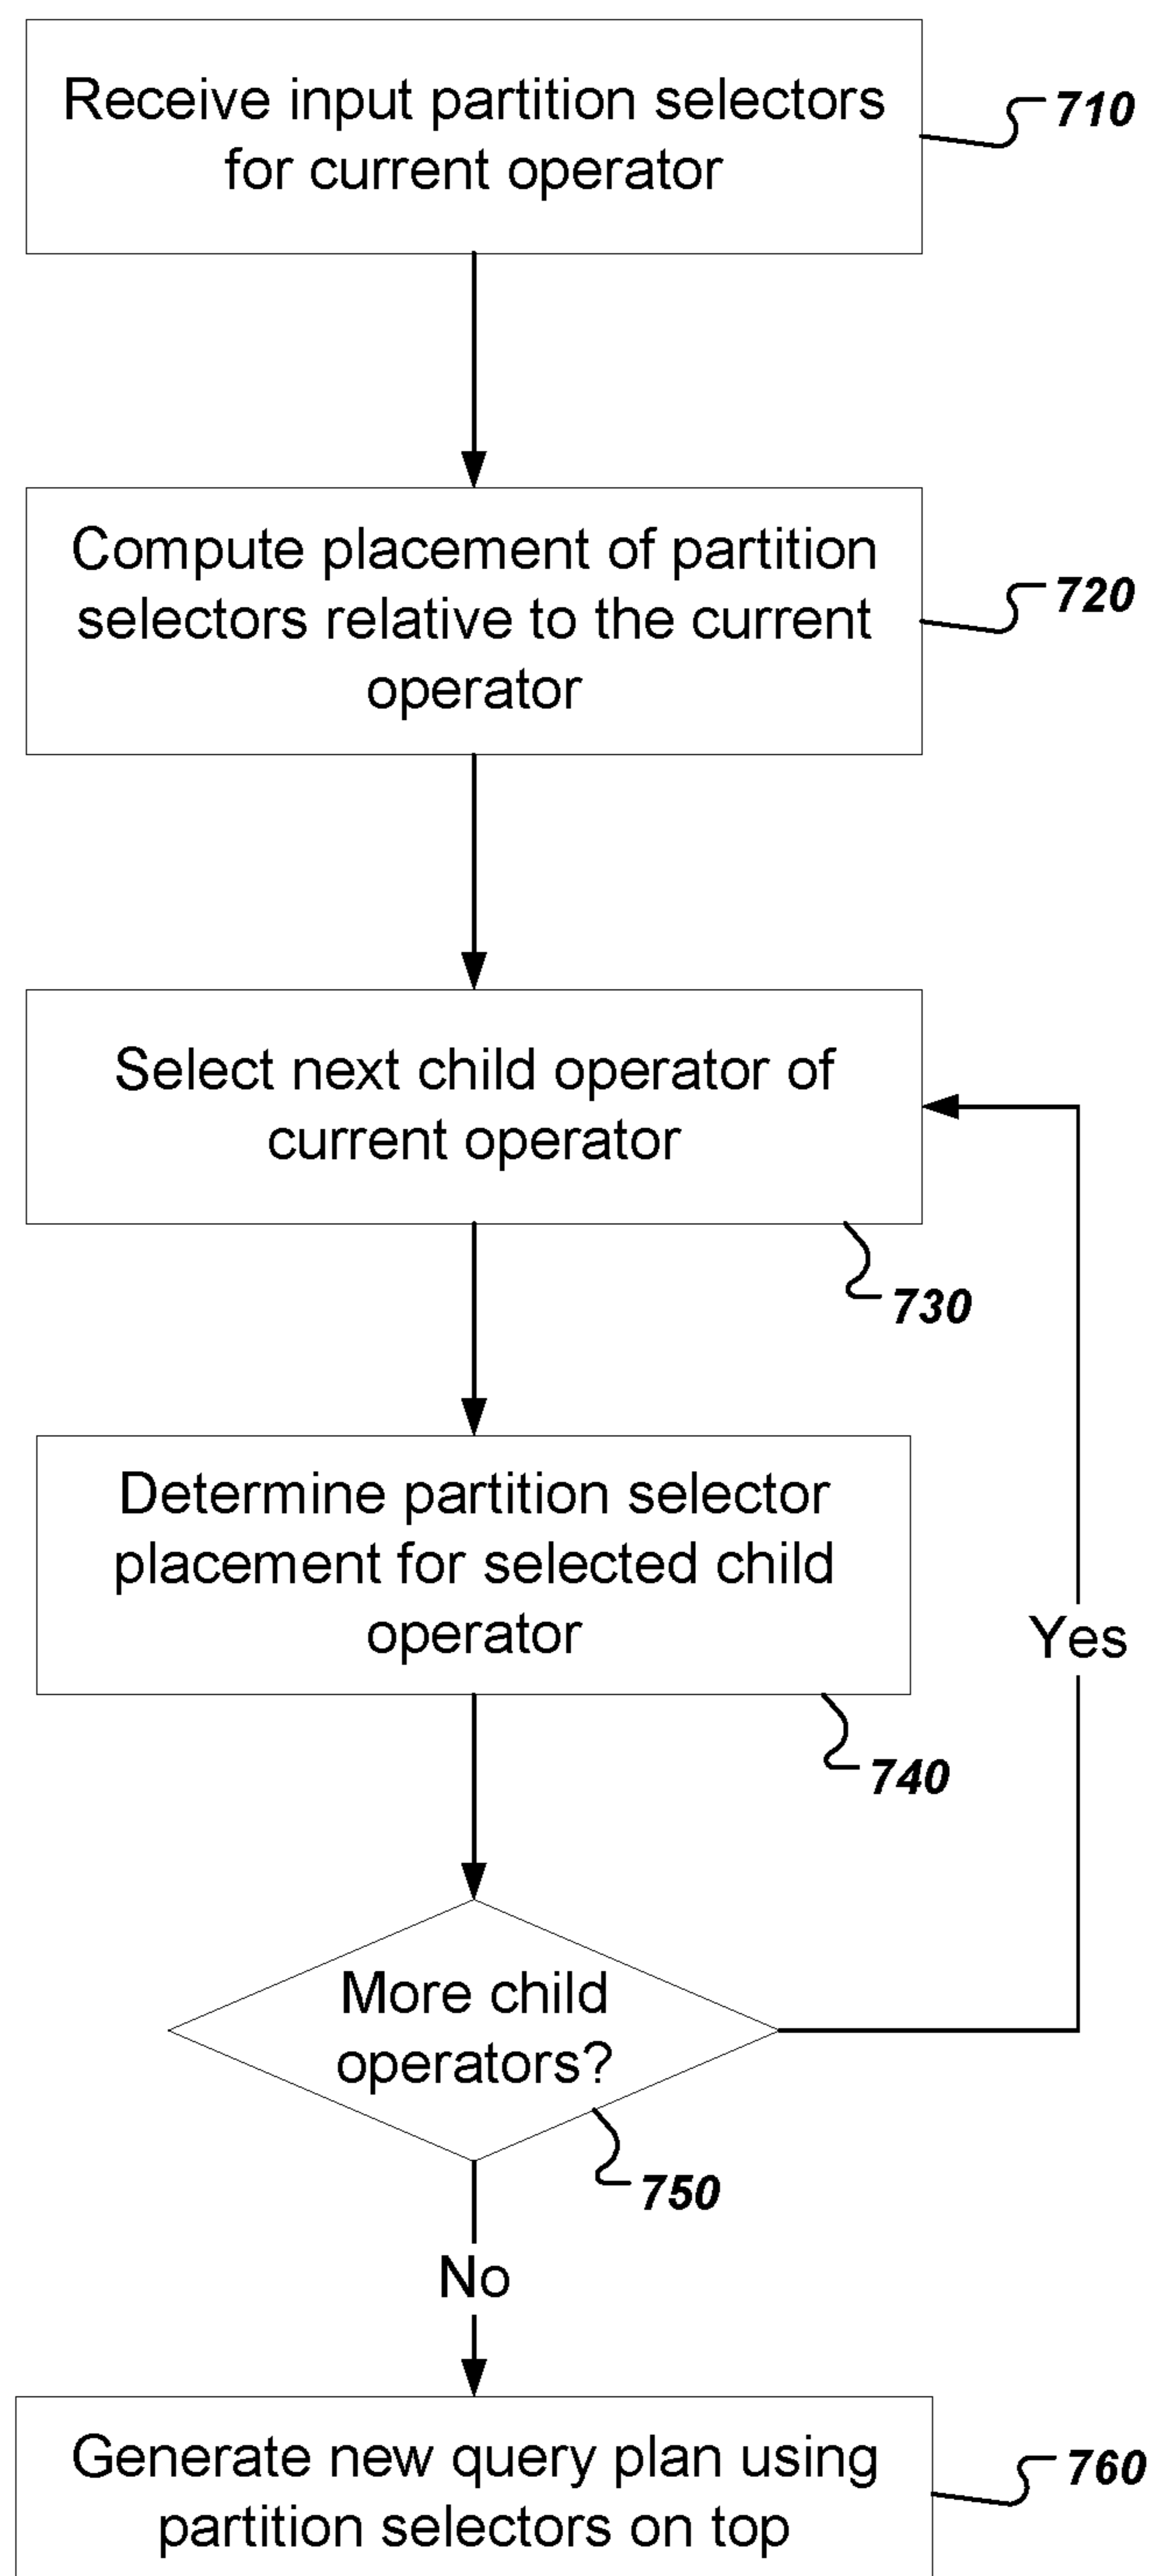 Receive input partition selectors
for current operator
710
Compute placement of partition
selectors relative to the current
operator
720
Select next child operator of
current operator
730
Determine partition selector
placement for selected child
operator
Yes
740
More child
operators?
750
No
Generate new query plan using
partition selectors on top
760